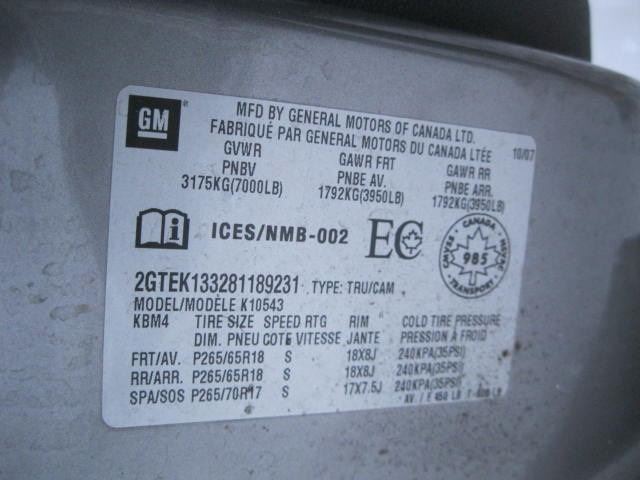 GM
MFD BY GENERAL MOTORS OF CANADA LTD.
FABRIQUÉ PAR GENERAL MOTORS DU CANADA LTÉE
10/07
GVWR GAWR FRT GAWR RR
PNBV PNBE AV. PNBE ARR.
3175KG(7000LB) 1792KG(3950LB) 1792KG(3950LB)
ICES/NMB-002 EC
CANADA
985
TRANSPORT
2GTEK133281189231 TYPE: TRU/CAM
MODEL/MODÈLE K10543
KBM4 TIRE SIZE SPEED RTG RIM COLD TIRE PRESSURE
DIM. PNEU COTE VITESSE JANTE PRESSION À FROID
FRT/AV. P265/65R18 S 18X8J 240KPA(35PSI)
RR/ARR. P265/65R18 S 18X8J 240KPA(35PSI)
SPA/SOS P265/70R17 S 17X7.5J 240KPA(35PSI)